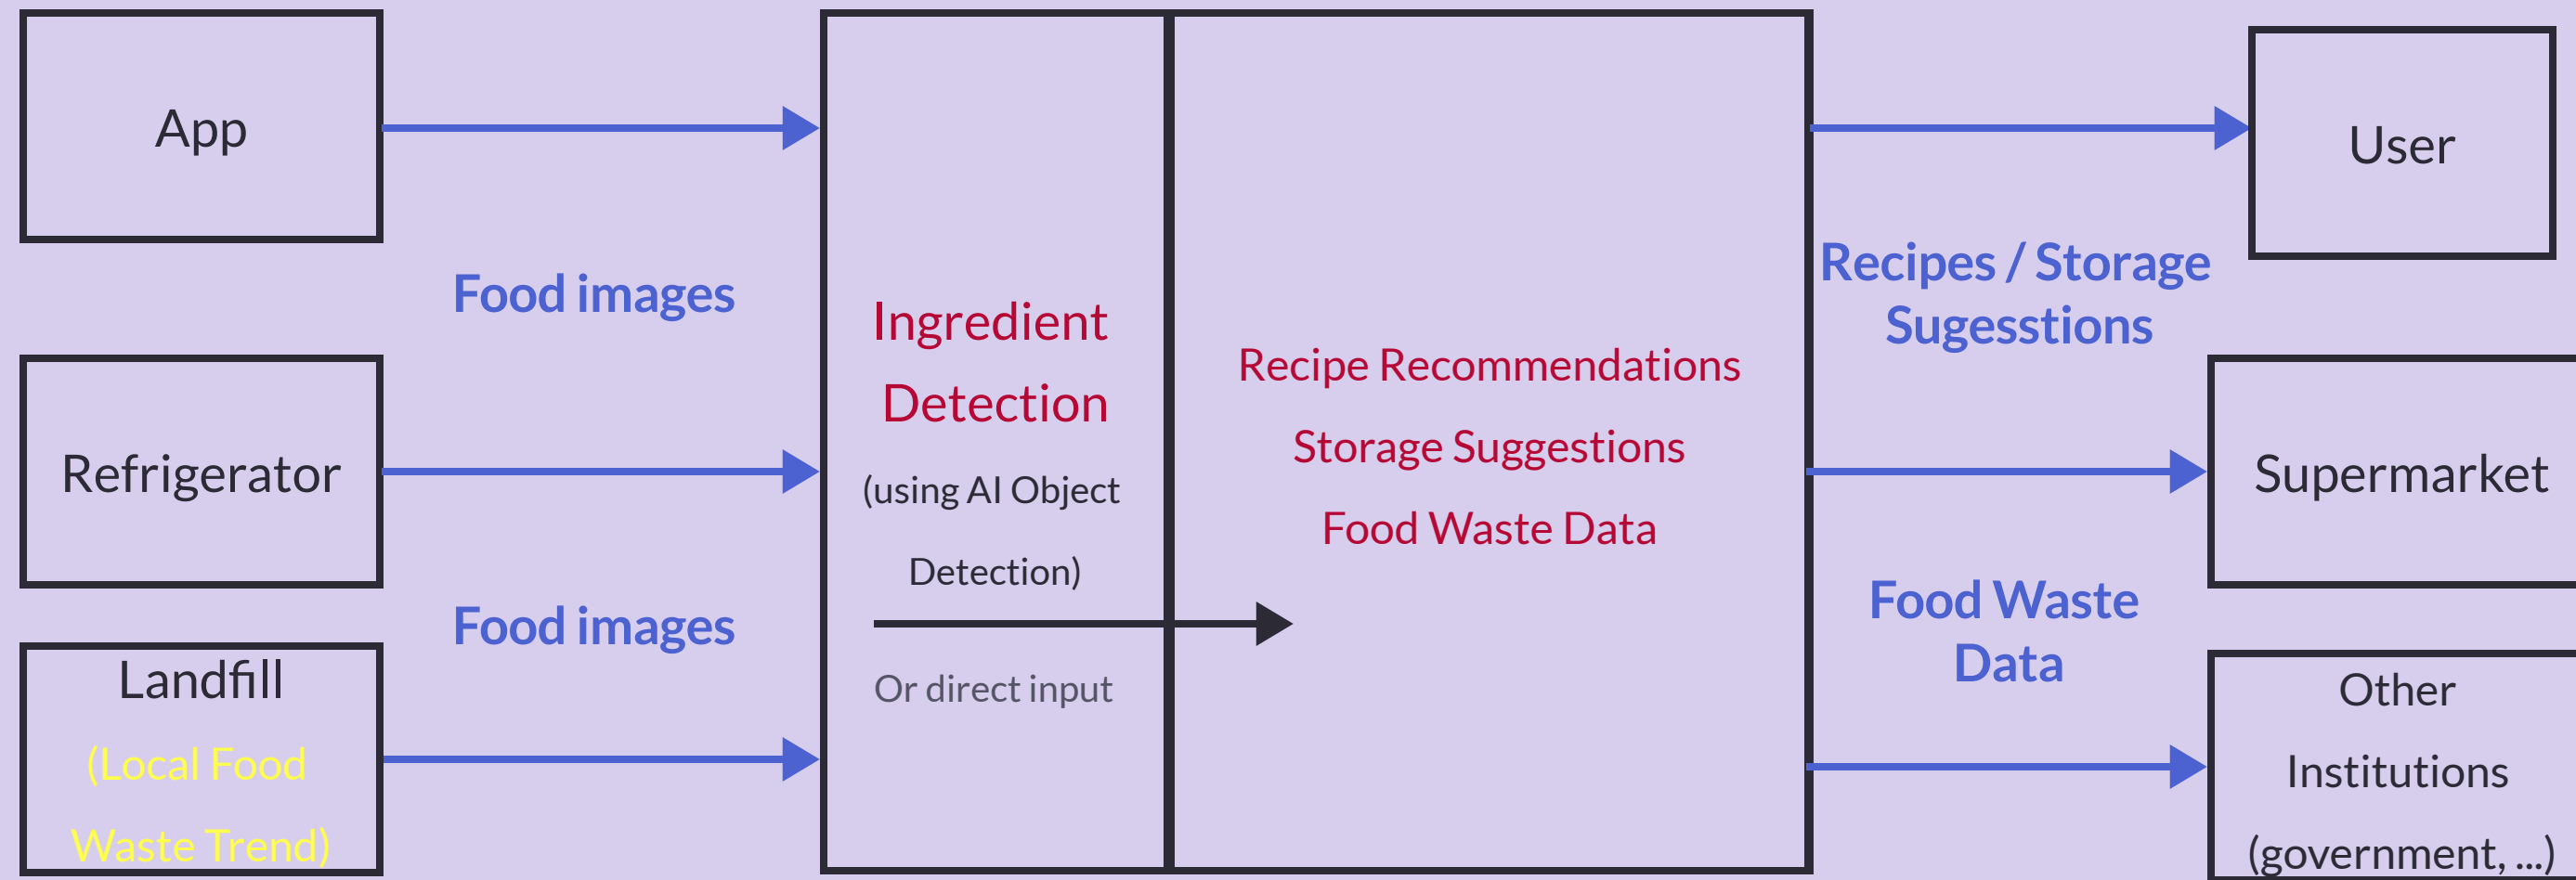 App
Food images
Refrigerator
Food images
Landfill
(Local Food
Waste Trend)
Ingredient
Detection
(using AI Object
Detection)
Or direct input
Recipe Recommendations
Storage Suggestions
Food Waste Data
Recipes / Storage
Sugesstions
Food Waste
Data
User
Supermarket
Other
Institutions
(government, ...)